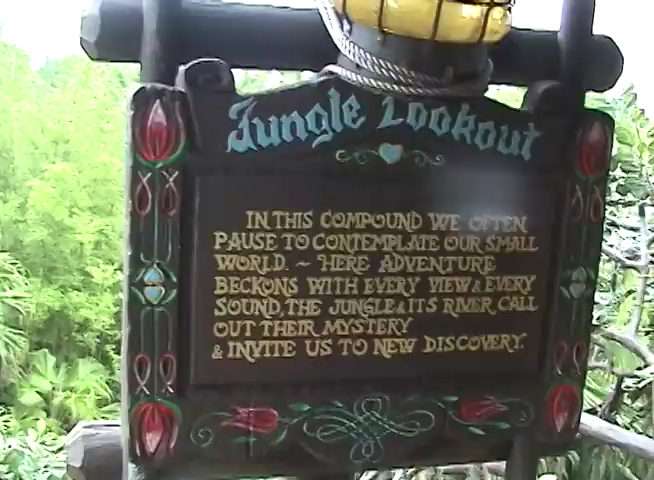 Jungle Lookout
IN THIS COMPOUND WE OFTEN
PAUSE TO CONTEMPLATE OUR SMALL
WORLD. ~ HERE ADVENTURE
BECKONS WITH EVERY VIEW & EVERY
SOUND, THE JUNGLE & ITS RIVER CALL
OUT THEIR MYSTERY
& INVITE US TO NEW DISCOVERY.